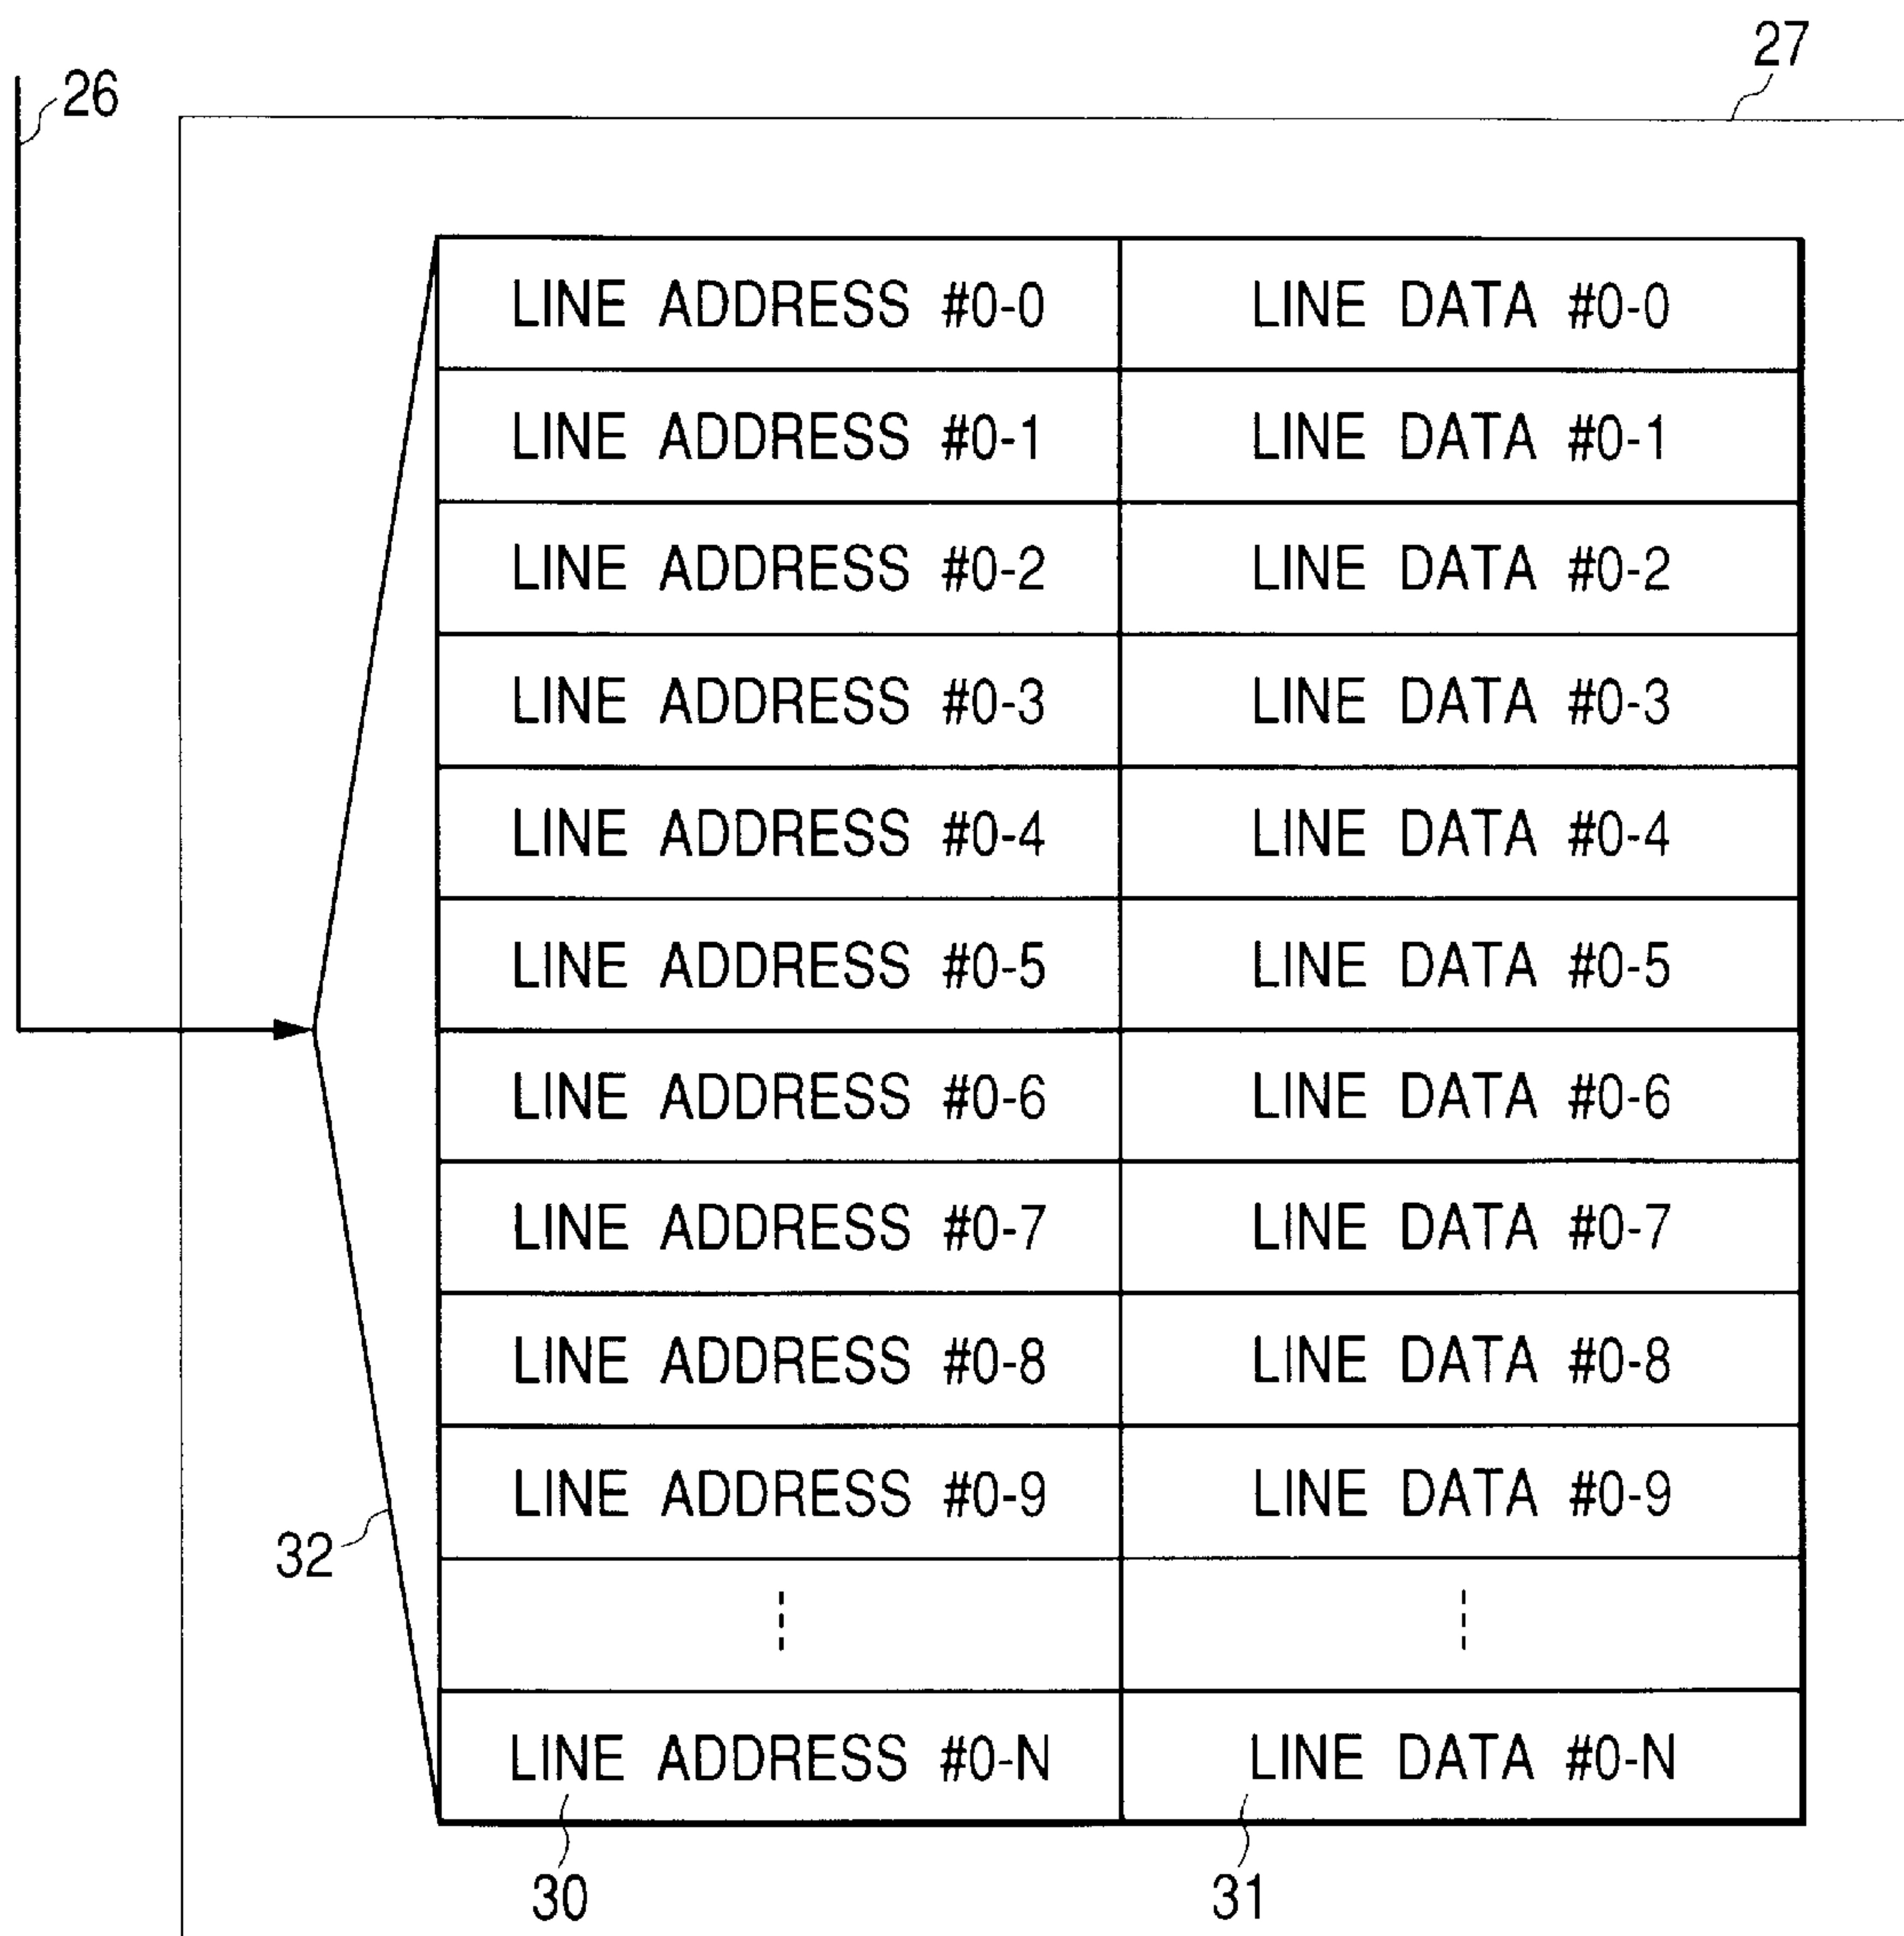 27
26
LINE ADDRESS #0-0 LINE DATA #0-0
LINE ADDRESS #0-1 LINE DATA #0-1
LINE ADDRESS #0-2 LINE DATA #0-2
LINE ADDRESS #0-3 LINE DATA #0-3
LINE ADDRESS #0-4 LINE DATA #0-4
LINE ADDRESS #0-5 LINE DATA #0-5
LINE ADDRESS #0-6 LINE DATA #0-6
LINE ADDRESS #0-7 LINE DATA #0-7
LINE ADDRESS #0-8 LINE DATA #0-8
LINE ADDRESS #0-9 LINE DATA #0-9
32
LINE ADDRESS #0-N LINE DATA #0-N
30 31